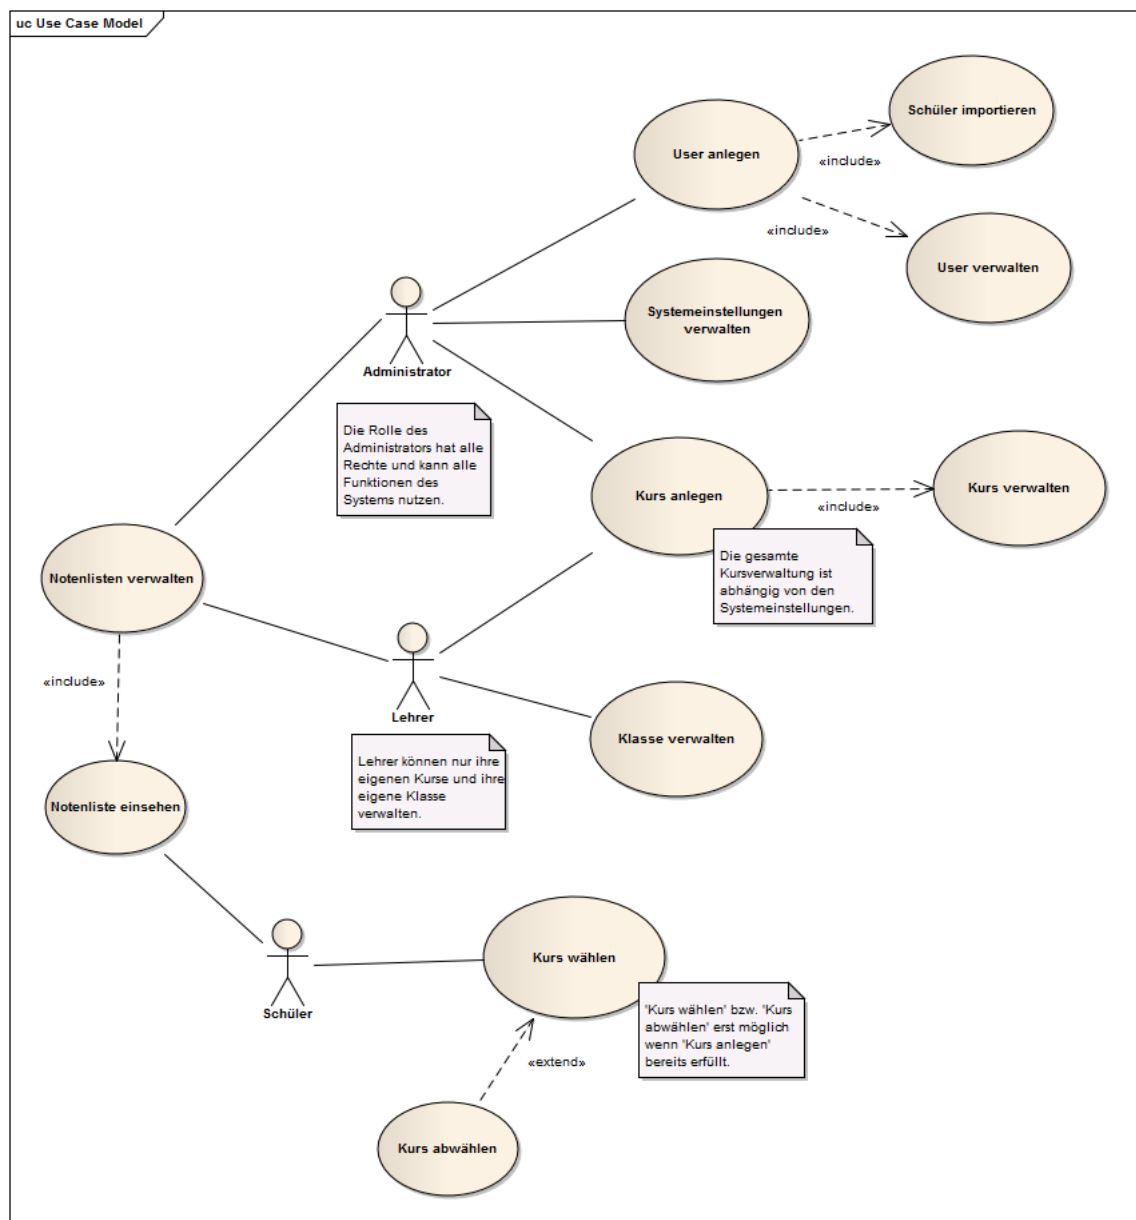 uc Use Case Model
Schüler importieren
User anlegen
«include»
«include»
User verwalten
Systemeinstellungen
verwalten
Administrator
Die Rolle des
Administrators hat alle
Rechte und kann alle
Funktionen des
Systems nutzen.
Kurs anlegen
«include»
Kurs verwalten
Die gesamte
Kursverwaltung ist
abhängig von den
Systemeinstellungen.
Notenlisten verwalten
«include»
Lehrer
Klasse verwalten
Lehrer können nur ihre
eigenen Kurse und ihre
eigene Klasse
verwalten.
Notenliste einsehen
Schüler
Kurs wählen
'Kurs wählen' bzw. 'Kurs
abwählen' erst möglich
wenn 'Kurs anlegen'
bereits erfüllt.
«extend»
Kurs abwählen